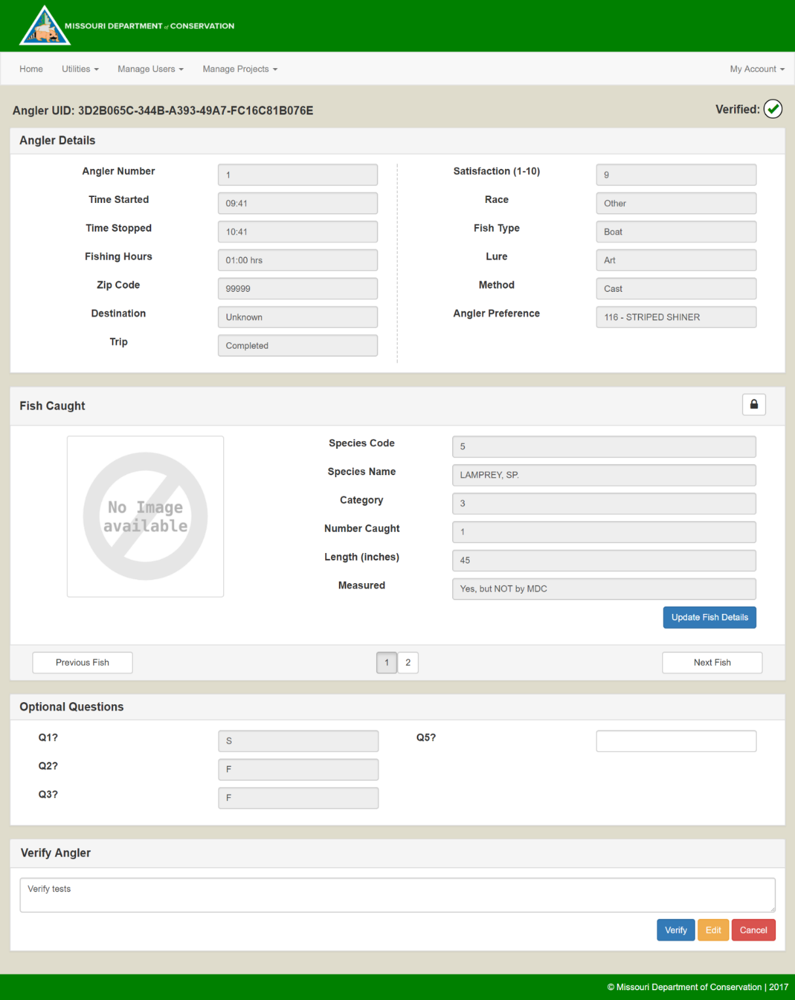 MISSOURI DEPARTMENT of CONSERVATION
Home Utilities Manage Users Manage Projects My Account
Angler UID: 3D2B065C-344B-A393-49A7-FC16C81B076E Verified:
Angler Details
Angler Number 1 Satisfaction (1-10) 9
Time Started 09:41 Race Other
Time Stopped 10:41 Fish Type Boat
Fishing Hours 01:00 hrs Lure Art
Zip Code 99999 Method Cast
Destination Unknown Angler Preference 116 - STRIPED SHINER
Trip Completed
Fish Caught
No Image
available
Species Code 5
Species Name LAMPREY, SP.
Category 3
Number Caught 1
Length (inches) 45
Measured Yes, but NOT by MDC
Update Fish Details
Previous Fish 1 2 Next Fish
Optional Questions
Q1? S Q5?
Q2? F
Q3? F
Verify Angler
Verify tests
Verify Edit Cancel
© Missouri Department of Conservation | 2017